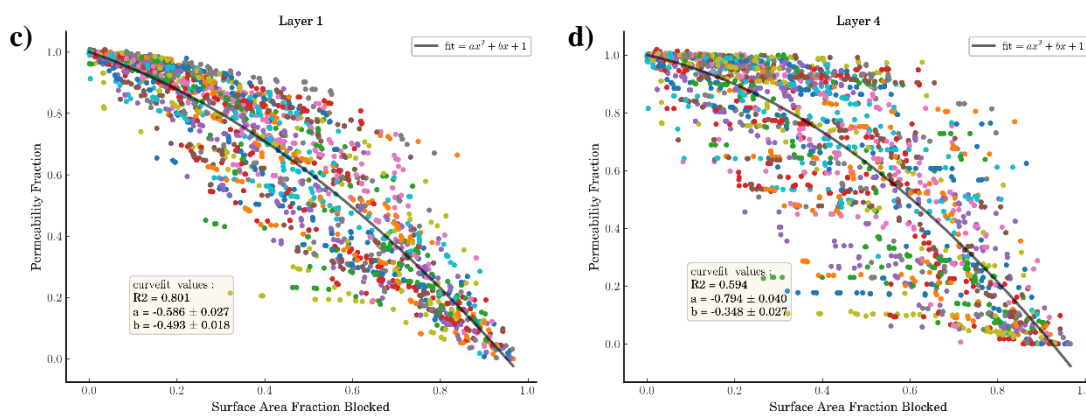 c)
Layer 1
fit = ax² + bx + 1
Permeability Fraction
1.0
0.8
0.6
0.4
0.2
0.0
curvefit values :
R2 = 0.801
a = -0.586 ± 0.027
b = -0.493 ± 0.018
0.0 0.2 0.4 0.6 0.8 1.0
Surface Area Fraction Blocked
d)
Layer 4
fit = ax² + bx + 1
Permeability Fraction
1.0
0.8
0.6
0.4
0.2
0.0
curvefit values :
R2 = 0.594
a = -0.794 ± 0.040
b = -0.348 ± 0.027
0.0 0.2 0.4 0.6 0.8 1.0
Surface Area Fraction Blocked